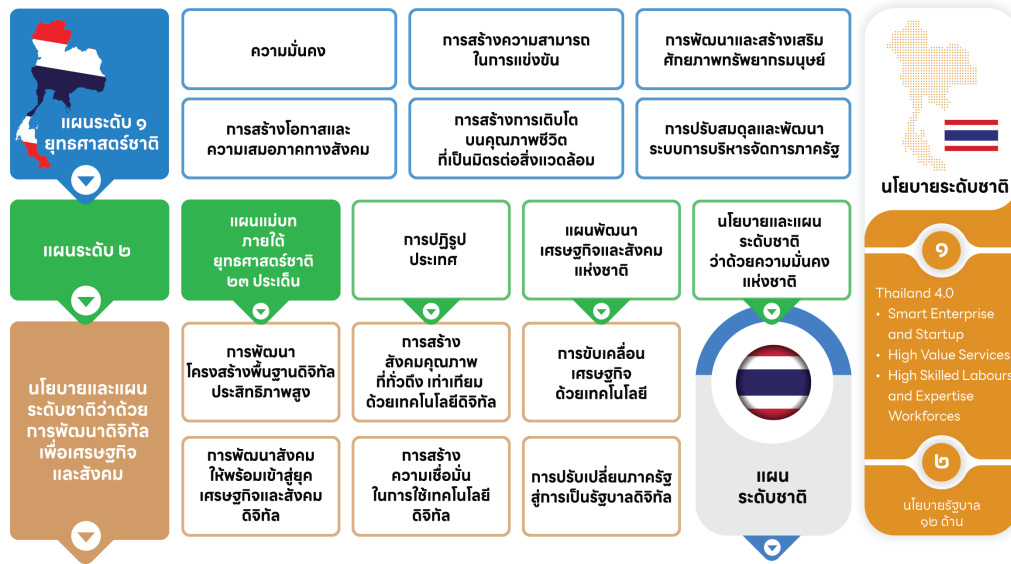 แผนระดับ ๑
ยุทธศาสตร์ชาติ
ความมั่นคง
การสร้างความสามารถ
ในการแข่งขัน
การพัฒนาและสร้างเสริม
ศักยภาพทรัพยากรมนุษย์
การสร้างโอกาสและ
ความเสมอภาคทางสังคม
การสร้างการเติบโต
บนคุณภาพชีวิต
ที่เป็นมิตรต่อสิ่งแวดล้อม
การปรับสมดุลและพัฒนา
ระบบการบริหารจัดการภาครัฐ
แผนระดับ ๒
แผนแม่บท
ภายใต้
ยุทธศาสตร์ชาติ
๒๓ ประเด็น
การปฏิรูป
ประเทศ
แผนพัฒนา
เศรษฐกิจและสังคม
แห่งชาติ
นโยบายและแผน
ระดับชาติ
ว่าด้วยความมั่นคง
แห่งชาติ
นโยบายและแผน
ระดับชาติว่าด้วย
การพัฒนาดิจิทัล
เพื่อเศรษฐกิจ
และสังคม
การพัฒนา
โครงสร้างพื้นฐานดิจิทัล
ประสิทธิภาพสูง
การสร้าง
สังคมคุณภาพ
ที่ทั่วถึง เท่าเทียม
ด้วยเทคโนโลยีดิจิทัล
การขับเคลื่อน
เศรษฐกิจ
ด้วยเทคโนโลยี
การพัฒนาสังคม
ให้พร้อมเข้าสู่ยุค
เศรษฐกิจและสังคม
ดิจิทัล
การสร้าง
ความเชื่อมั่น
ในการใช้เทคโนโลยี
ดิจิทัล
การปรับเปลี่ยนภาครัฐ
สู่การเป็นรัฐบาลดิจิทัล
แผน
ระดับชาติ
นโยบายระดับชาติ
๑
Thailand 4.0
• Smart Enterprise
and Startup
• High Value Services
• High Skilled Labours
and Expertise
Workforces
๒
นโยบายรัฐบาล
๑๒ ด้าน